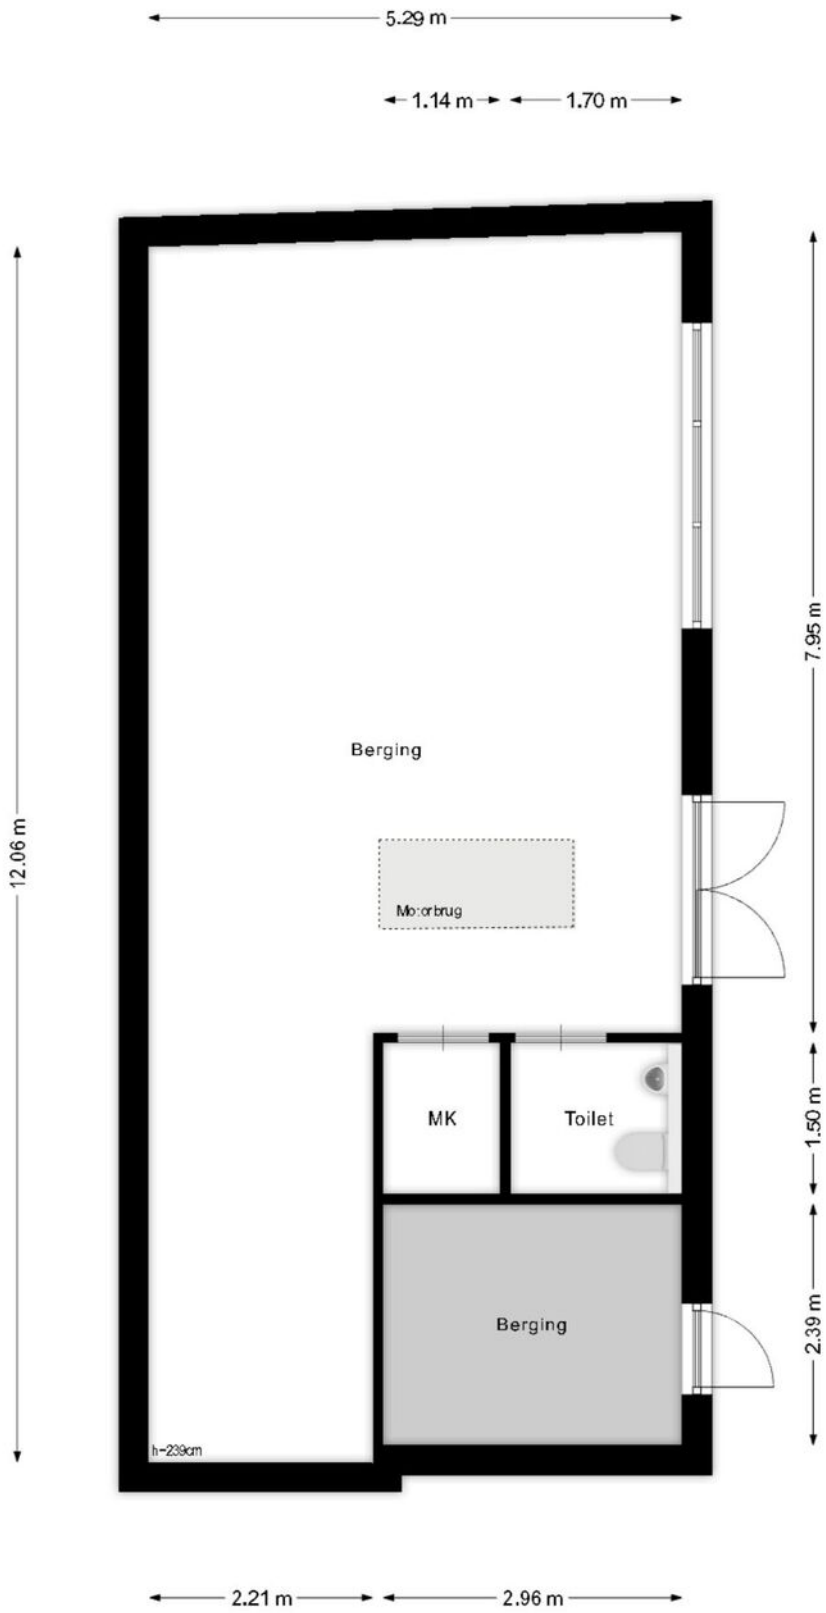 5.29 m
1.14 m
1.70 m
7.95 m
Berging
12.06 m
Motorbrug
MK
Toilet
1.50 m
Berging
2.39 m
h=239cm
2.21 m
2.96 m